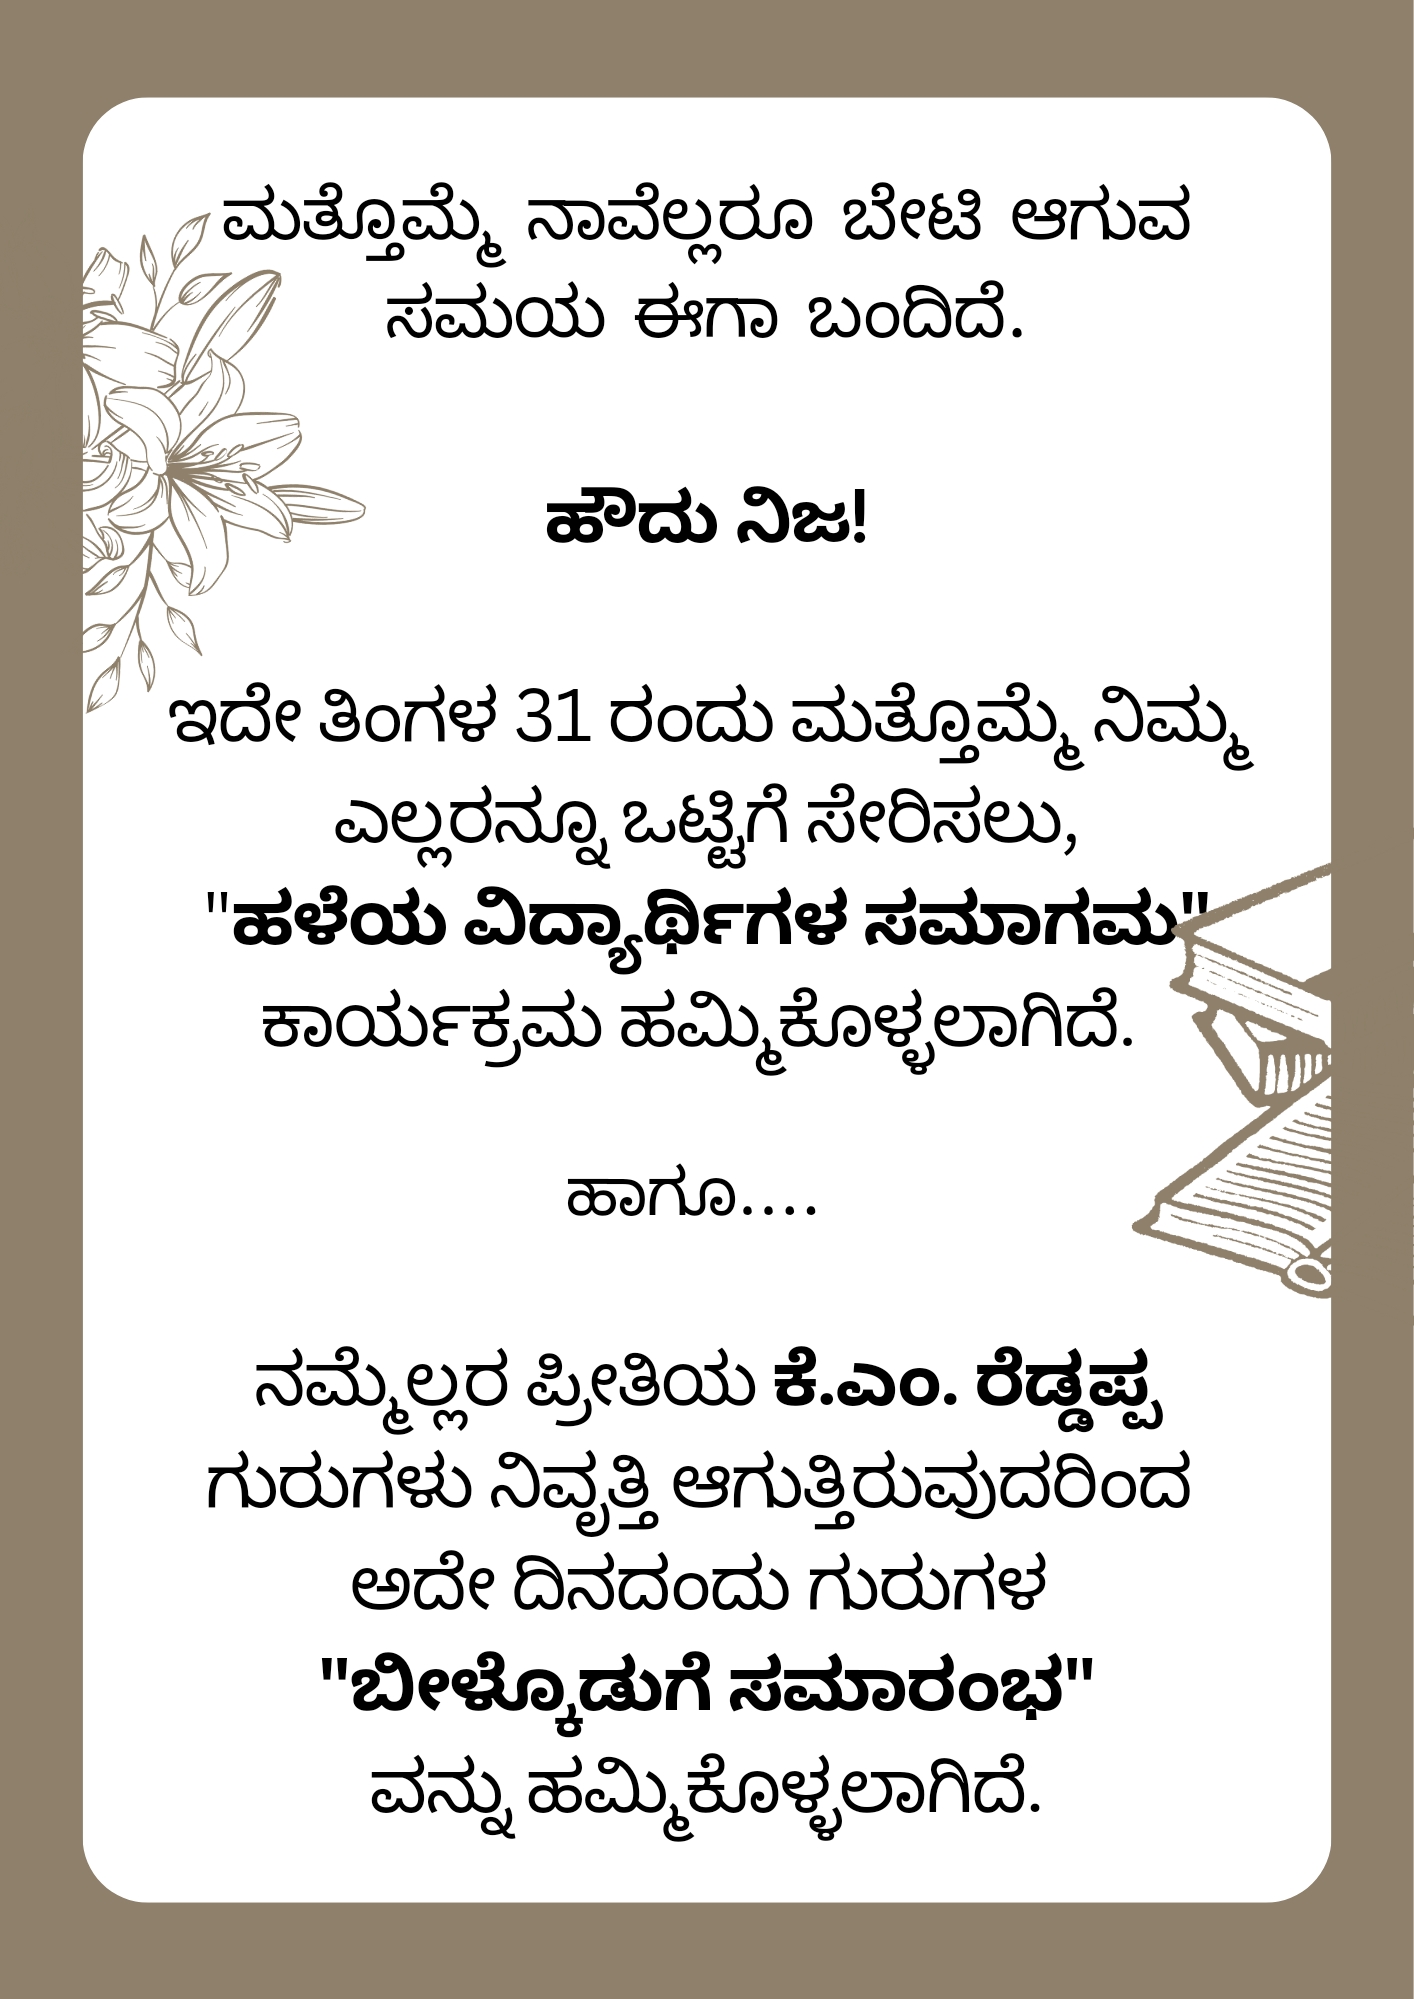 ಮತ್ತೊಮ್ಮೆ ನಾವೆಲ್ಲರೂ ಬೇಟಿ ಆಗುವ
ಸಮಯ ಈಗಾ ಬಂದಿದೆ.
ಹೌದು ನಿಜ!
ಇದೇ ತಿಂಗಳ 31 ರಂದು ಮತ್ತೊಮ್ಮೆ ನಿಮ್ಮ
ಎಲ್ಲರನ್ನೂ ಒಟ್ಟಿಗೆ ಸೇರಿಸಲು,
"ಹಳೆಯ ವಿದ್ಯಾರ್ಥಿಗಳ ಸಮಾಗಮ"
ಕಾರ್ಯಕ್ರಮ ಹಮ್ಮಿಕೊಳ್ಳಲಾಗಿದೆ.
ಹಾಗೂ....
ನಮ್ಮೆಲ್ಲರ ಪ್ರೀತಿಯ ಕೆ.ಎಂ. ರೆಡ್ಡಪ್ಪ
ಗುರುಗಳು ನಿವೃತ್ತಿ ಆಗುತ್ತಿರುವುದರಿಂದ
ಅದೇ ದಿನದಂದು ಗುರುಗಳ
"ಬೀಳ್ಕೊಡುಗೆ ಸಮಾರಂಭ"
ವನ್ನು ಹಮ್ಮಿಕೊಳ್ಳಲಾಗಿದೆ.